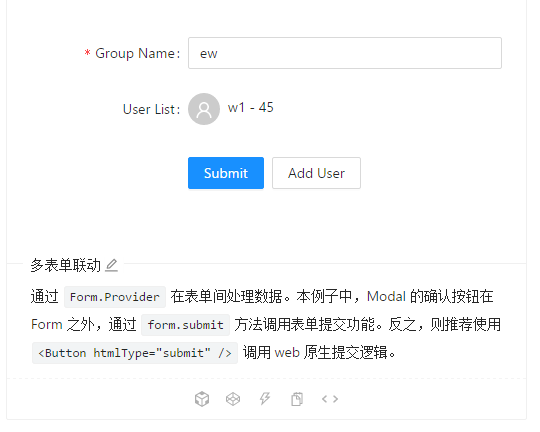 * Group Name: ew
User List: w1 - 45
Submit Add User
多表单联动
通过 Form.Provider 在表单间处理数据。本例子中，Modal 的确认按钮在
Form 之外，通过 form.submit 方法调用表单提交功能。反之，则推荐使用
<Button htmlType="submit" /> 调用 web 原生提交逻辑。